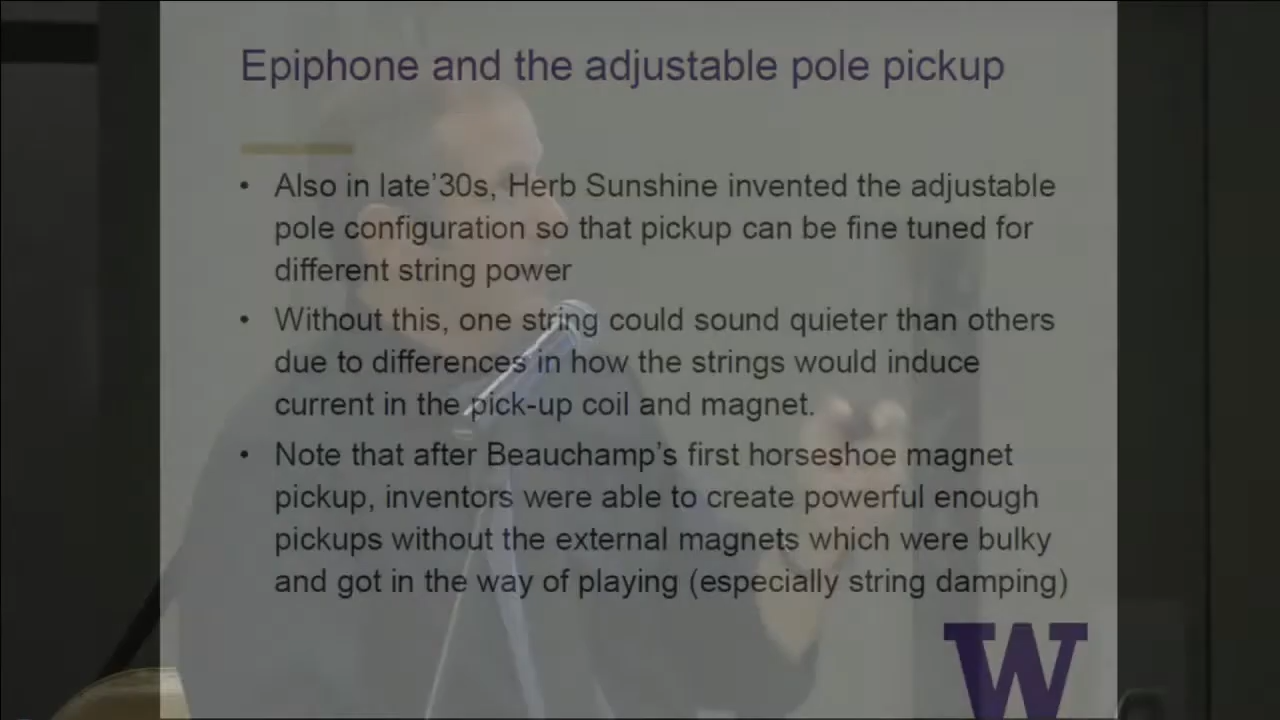 Epiphone and the adjustable pole pickup
• Also in late’30s, Herb Sunshine invented the adjustable
pole configuration so that pickup can be fine tuned for
different string power
• Without this, one string could sound quieter than others
due to differences in how the strings would induce
current in the pick-up coil and magnet.
• Note that after Beauchamp’s first horseshoe magnet
pickup, inventors were able to create powerful enough
pickups without the external magnets which were bulky
and got in the way of playing (especially string damping)
W